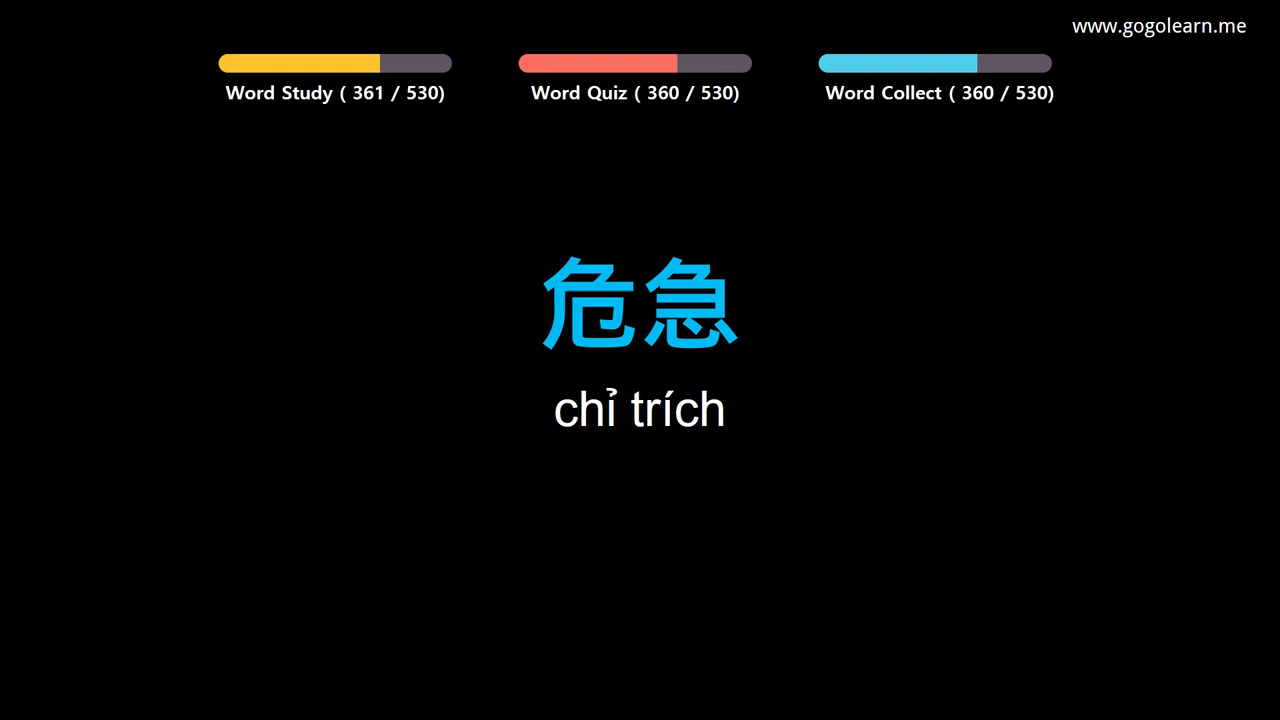 www.gogolearn.me
Word Study ( 361 / 530)
Word Quiz ( 360 / 530)
Word Collect ( 360 / 530)
危急
chỉ trích